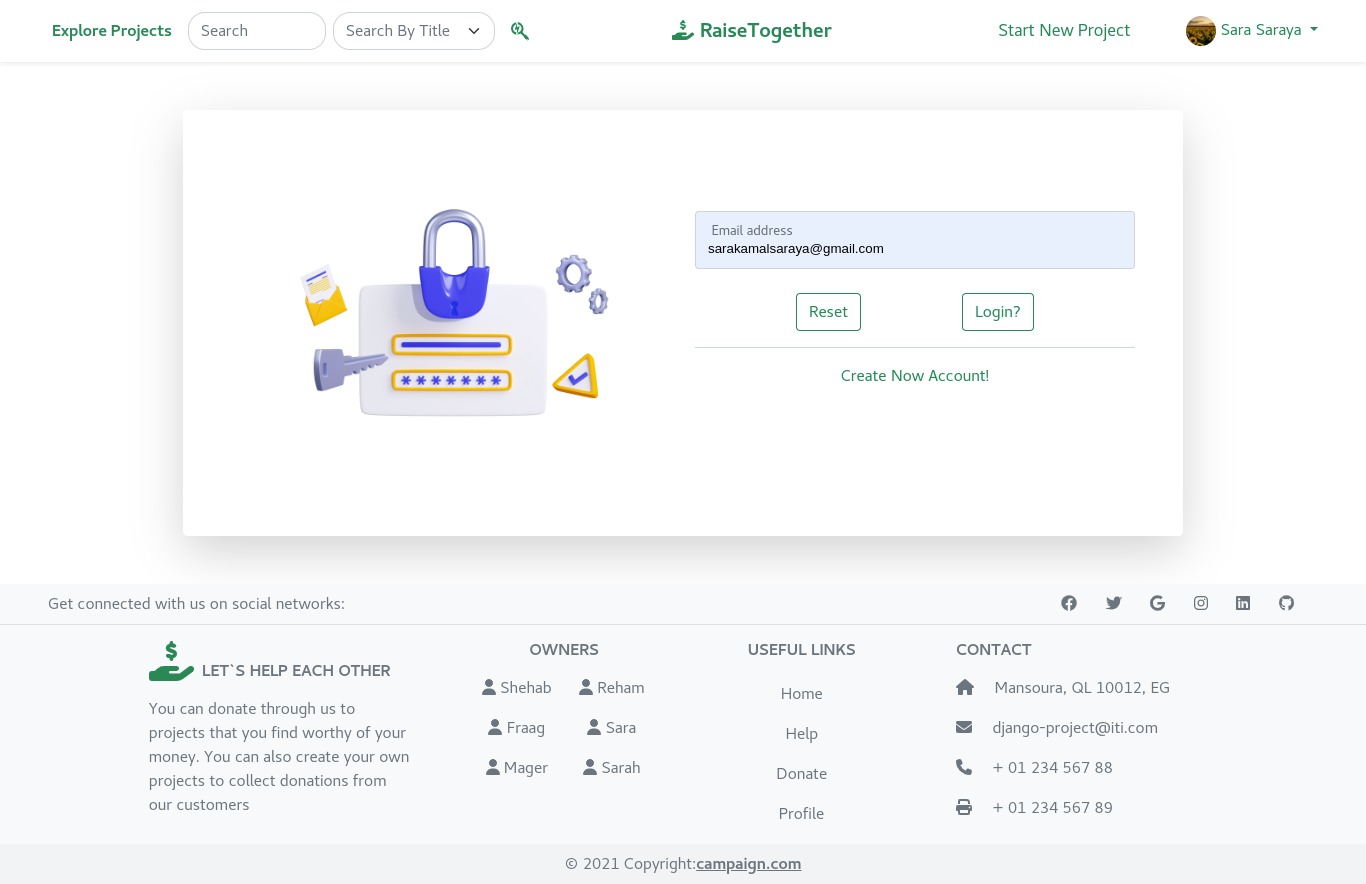 Explore Projects
Search
Search By Title
RaiseTogether
Start New Project
Sara Saraya
Email address
sarakamalsaraya@gmail.com
Reset
Login?
Create Now Account!
*******
Get connected with us on social networks:
$
LET`S HELP EACH OTHER
You can donate through us to
projects that you find worthy of your
money. You can also create your own
projects to collect donations from
our customers
OWNERS
Shehab Reham
Fraag Sara
Mager Sarah
USEFUL LINKS
Home
Help
Donate
Profile
CONTACT
Mansoura, QL 10012, EG
django-project@iti.com
+ 01 234 567 88
+ 01 234 567 89
© 2021 Copyright:campaign.com